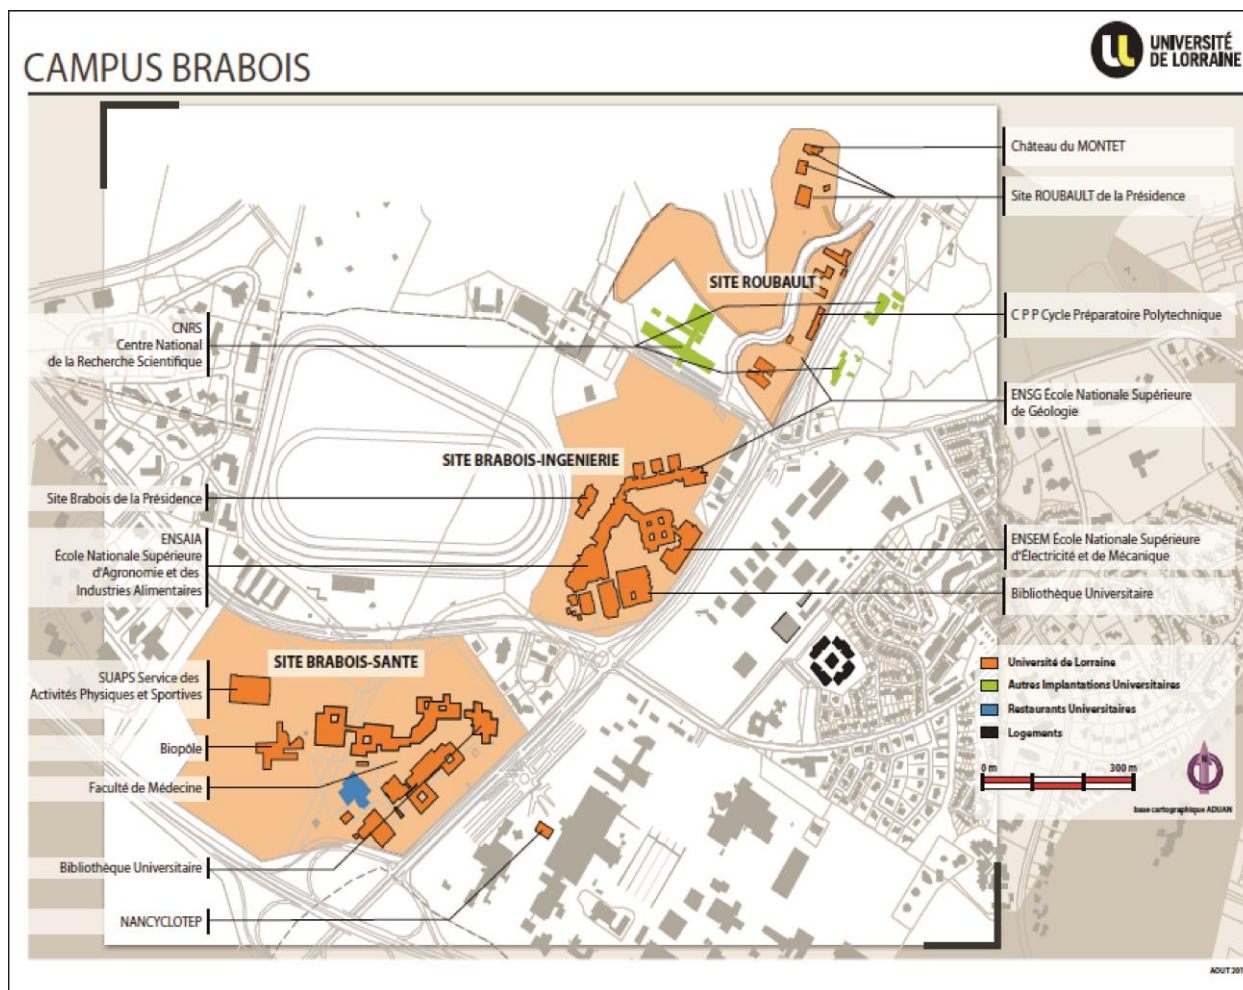 CAMPUS BRABOIS
UNIVERSITÉ
DE LORRAINE
Château du MONTET
Site ROUBAULT de la Présidence
SITE ROUBAULT
C P P Cycle Préparatoire Polytechnique
CNRS
Centre National
de la Recherche Scientifique
ENSG École Nationale Supérieure
de Géologie
SITE BRABOIS-INGENIERIE
Site Brabois de la Présidence
ENSAIA
École Nationale Supérieure
d'Agronomie et des
Industries Alimentaires
ENSEM École Nationale Supérieure
d'Électricité et de Mécanique
Bibliothèque Universitaire
SITE BRABOIS-SANTE
SUAPS Service des
Activités Physiques et Sportives
Biopôle
Faculté de Médecine
Bibliothèque Universitaire
NANCYCLOTEP
Université de Lorraine
Autres Implantations Universitaires
Restaurants Universitaires
Logements
0 m 300 m
N
base cartographique ADUAN
AOUT 201